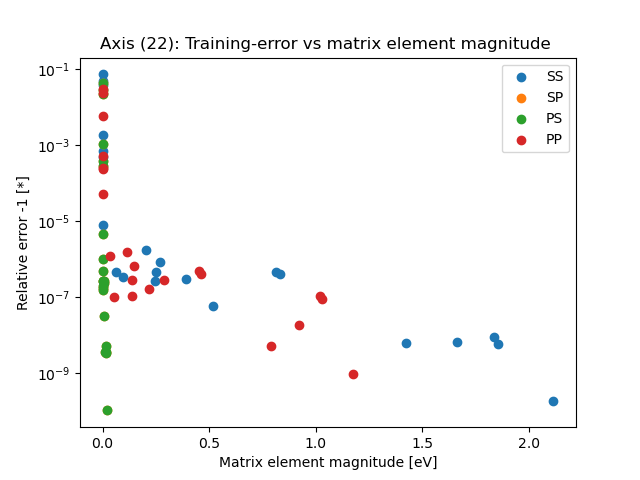 Axis (22): Training-error vs matrix element magnitude
10⁻¹
10⁻³
10⁻⁵
10⁻⁷
10⁻⁹
Relative error -1 [*]
SS
SP
PS
PP
0.0 0.5 1.0 1.5 2.0
Matrix element magnitude [eV]